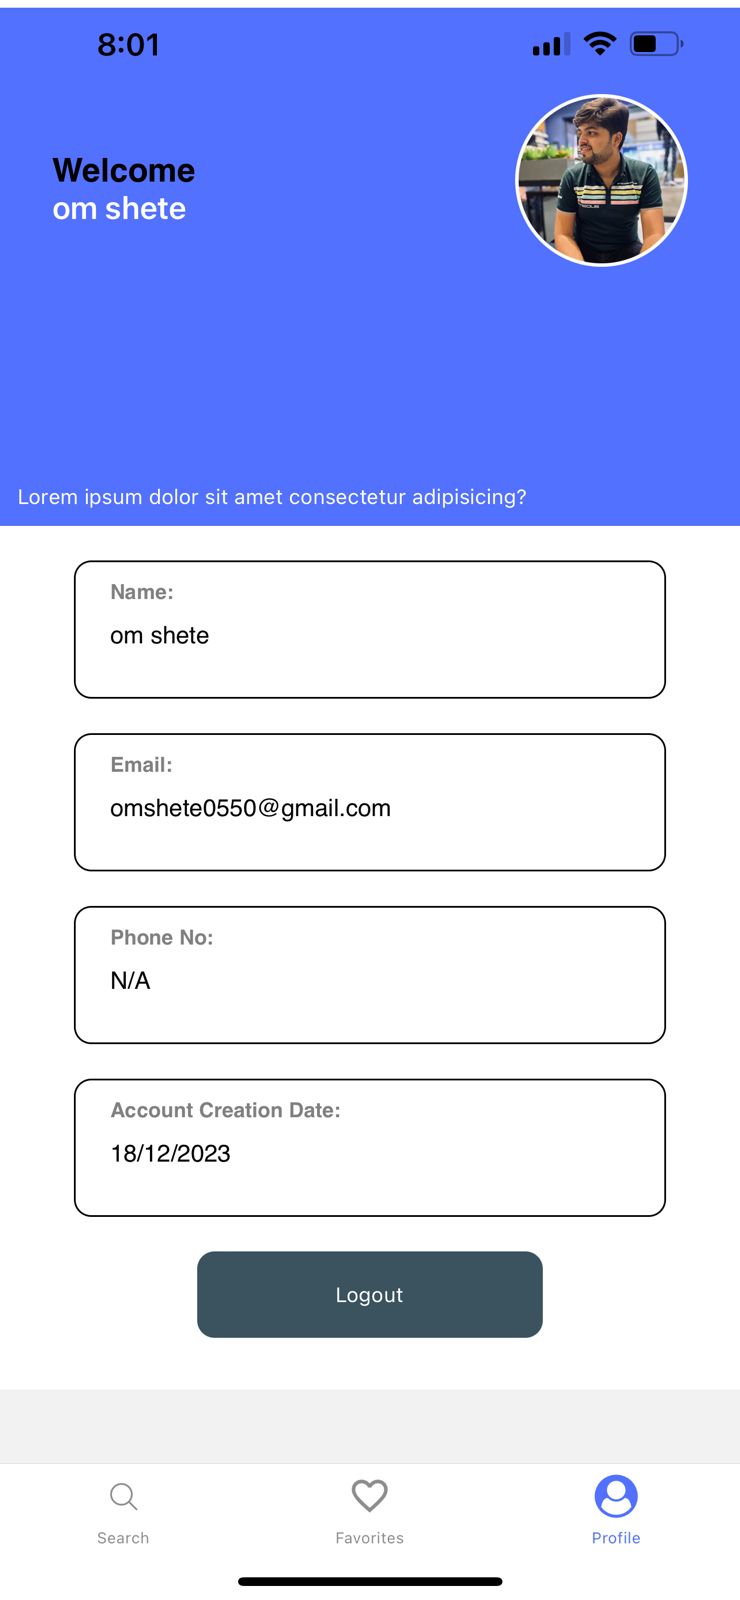 8:01
Welcome
om shete
Lorem ipsum dolor sit amet consectetur adipisicing?
Name:
om shete
Email:
omshete0550@gmail.com
Phone No:
N/A
Account Creation Date:
18/12/2023
Logout
Search
Favorites
Profile